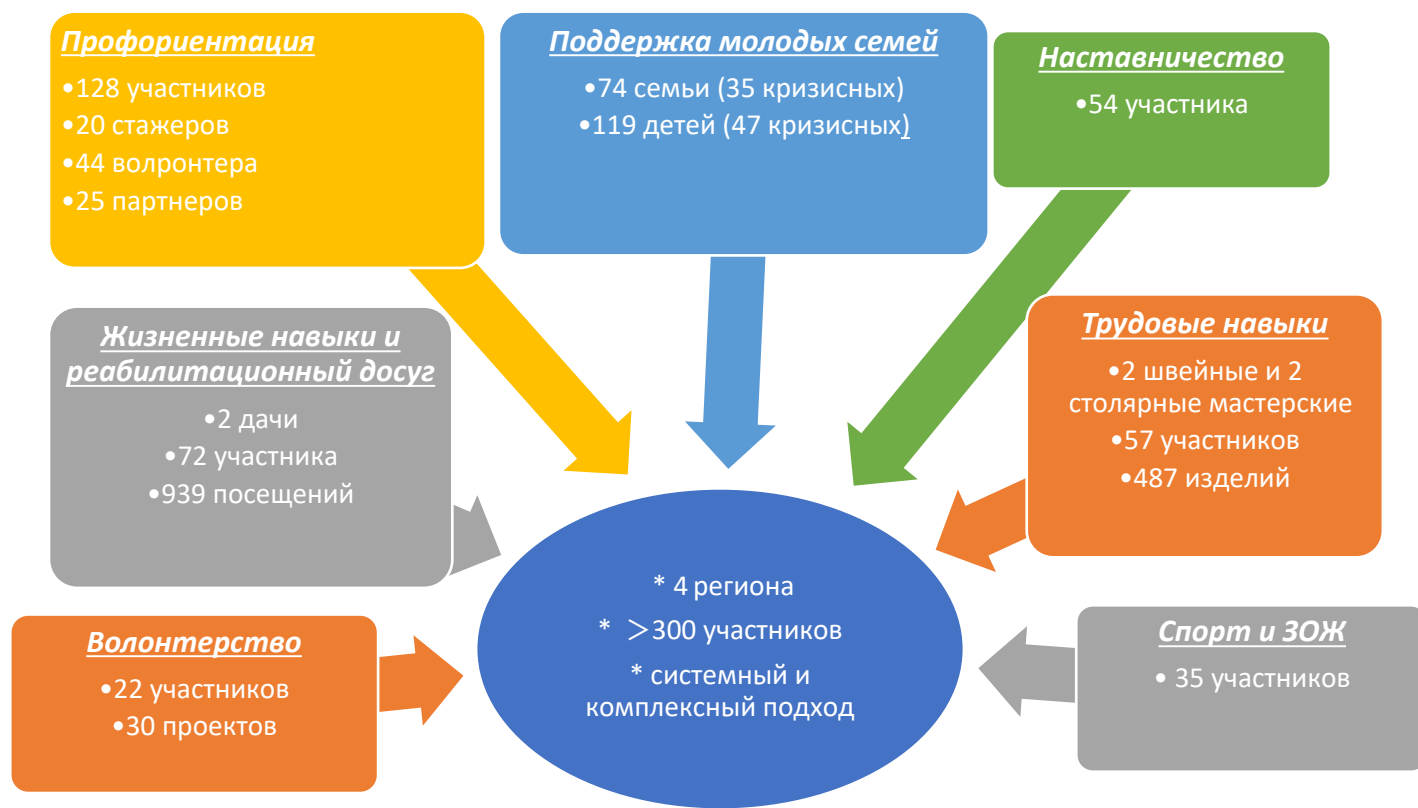 Профориентация
•128 участников
•20 стажеров
•44 волронтера
•25 партнеров
Поддержка молодых семей
•74 семьи (35 кризисных)
•119 детей (47 кризисных)
Наставничество
•54 участника
Жизненные навыки и
реабилитационный досуг
•2 дачи
•72 участника
•939 посещений
Трудовые навыки
•2 швейные и 2
столярные мастерские
•57 участников
•487 изделий
* 4 региона
* >300 участников
* системный и
комплексный подход
Волонтерство
•22 участников
•30 проектов
Спорт и ЗОЖ
• 35 участников